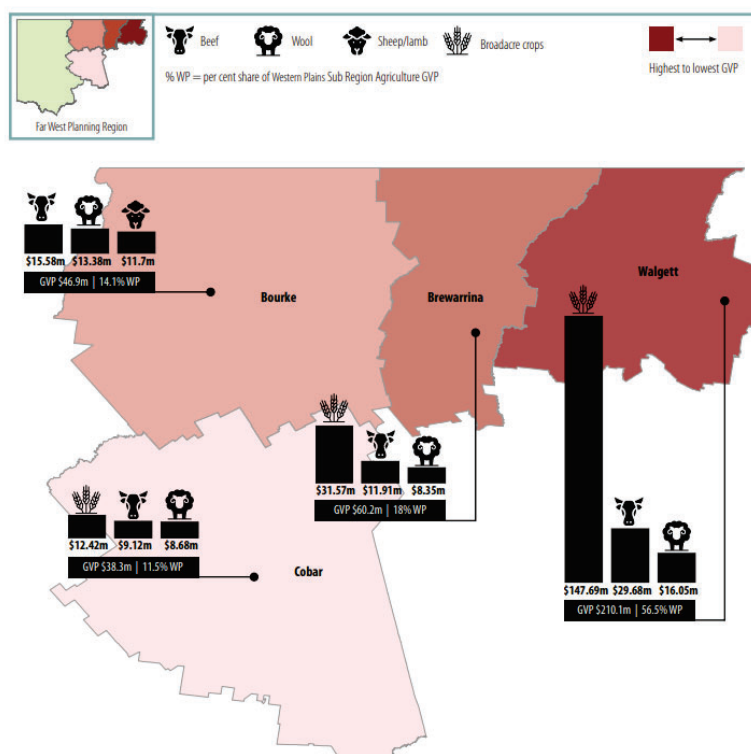 Beef
Wool
Sheep/lamb
Broadacre crops
% WP = per cent share of Western Plains Sub Region Agriculture GVP
Highest to lowest GVP
Far West Planning Region
$15.58m $13.38m $11.7m
GVP $46.9m | 14.1% WP
Bourke
Brewarrina
Walgett
$31.57m $11.91m $8.35m
GVP $60.2m | 18% WP
$12.42m $9.12m $8.68m
GVP $38.3m | 11.5% WP
Cobar
$147.69m $29.68m $16.05m
GVP $210.1m | 56.5% WP